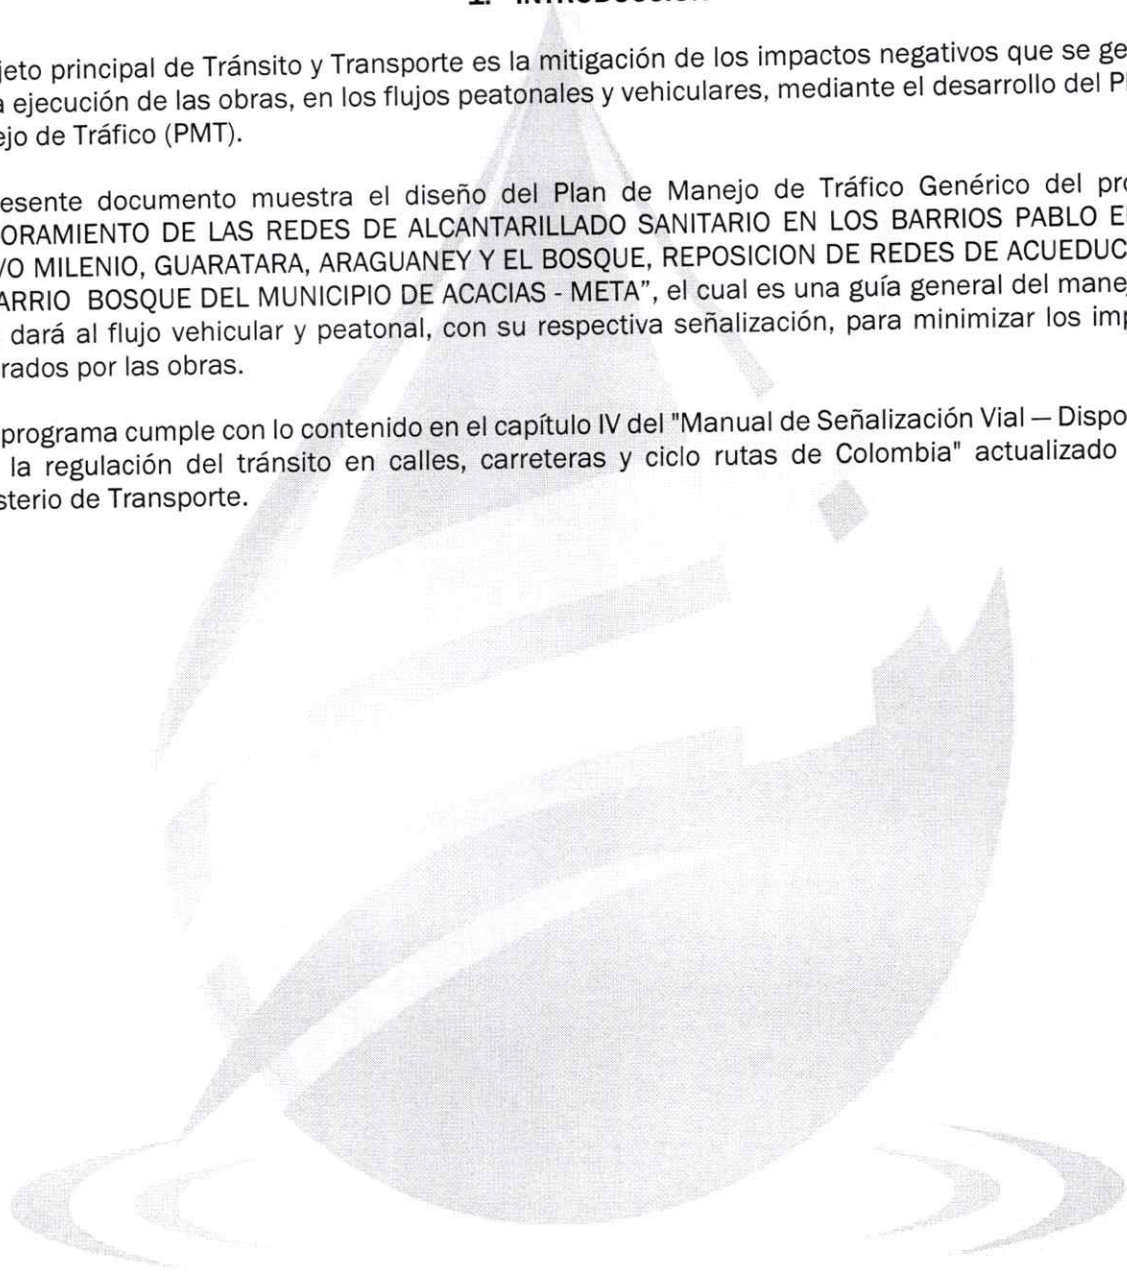 1. INTRODUCCIÓN
jeto principal de Tránsito y Transporte es la mitigación de los impactos negativos que se ge
a ejecución de las obras, en los flujos peatonales y vehiculares, mediante el desarrollo del P
ejo de Tráfico (PMT).
esente documento muestra el diseño del Plan de Manejo de Tráfico Genérico del pro
ORAMIENTO DE LAS REDES DE ALCANTARILLADO SANITARIO EN LOS BARRIOS PABLO E
VO MILENIO, GUARATARA, ARAGUANEY Y EL BOSQUE, REPOSICION DE REDES DE ACUEDUC
ARRIO BOSQUE DEL MUNICIPIO DE ACACIAS - META”, el cual es una guía general del mane
dará al flujo vehicular y peatonal, con su respectiva señalización, para minimizar los imp
rados por las obras.
programa cumple con lo contenido en el capítulo IV del "Manual de Señalización Vial — Dispo
la regulación del tránsito en calles, carreteras y ciclo rutas de Colombia" actualizado
sterio de Transporte.